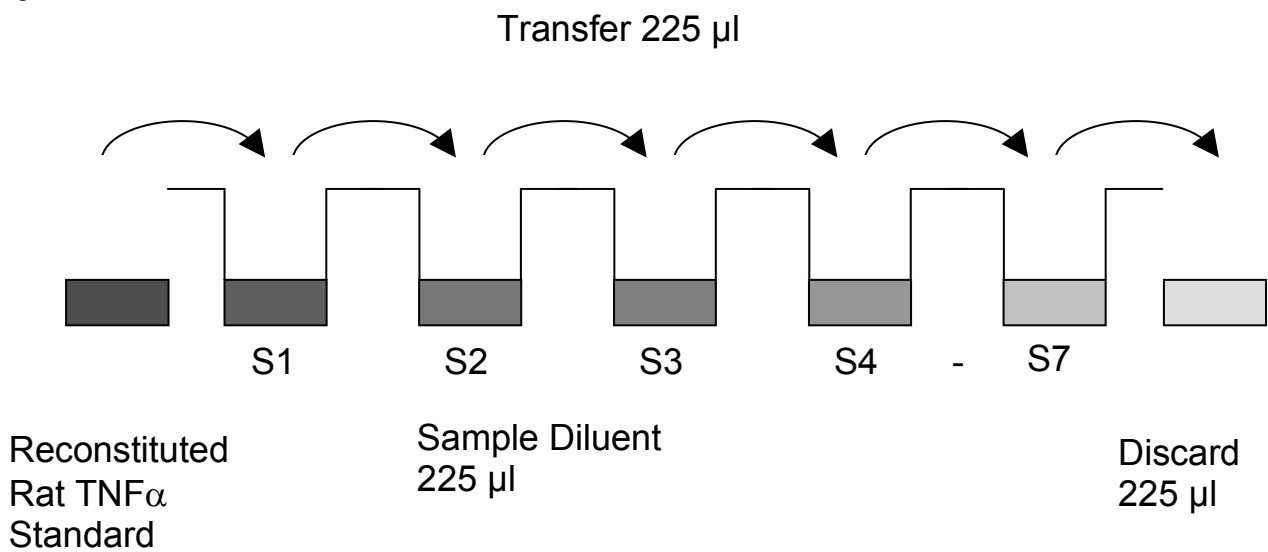 Transfer 225 µl
S1 S2 S3 S4 - S7
Reconstituted
Rat TNFα
Standard
Sample Diluent
225 µl
Discard
225 µl